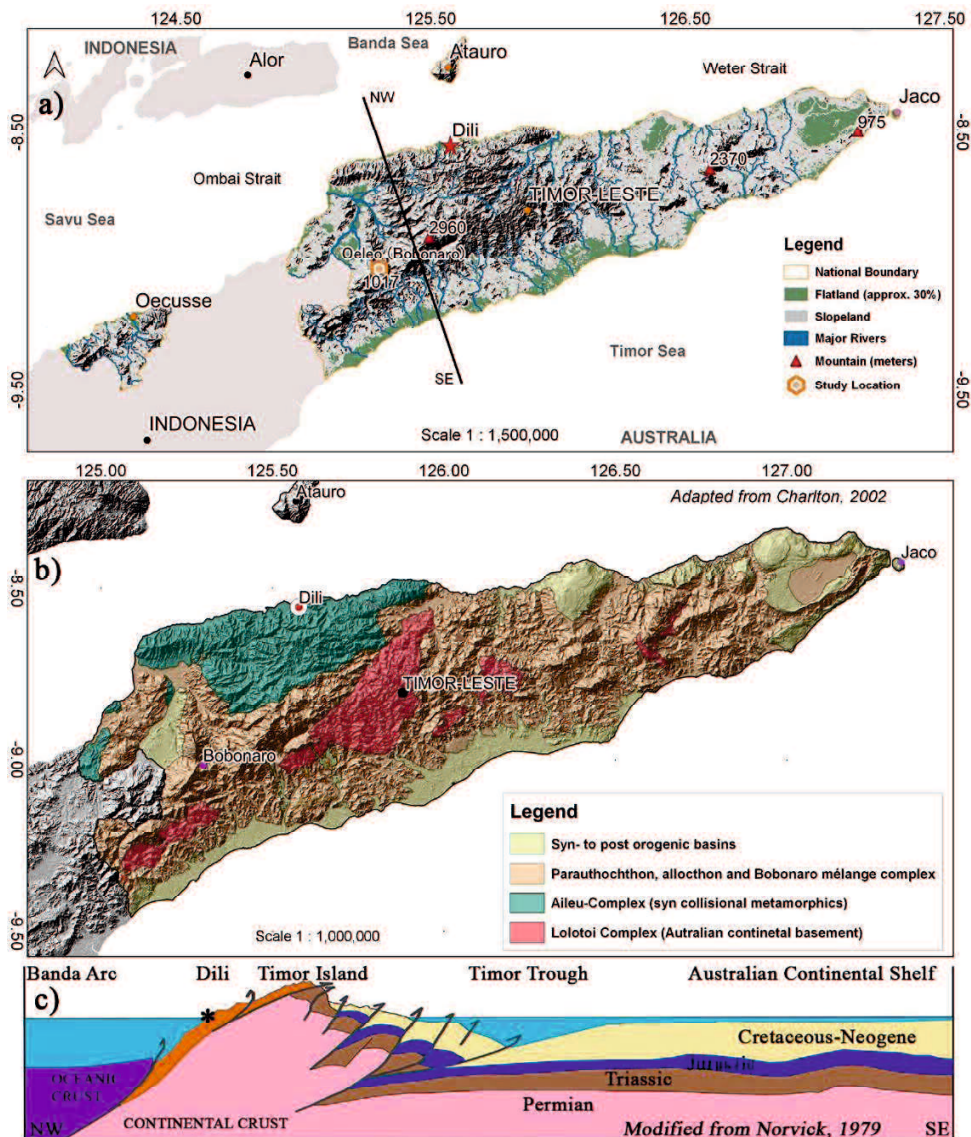 124.50 125.50 126.50 127.50
INDONESIA
Banda Sea
Alor
Atauro
Weter Strait
a)
NW
Jaco
-8.50
Dili
975
-8.50
2370
Ombai Strait
TIMOR-LESTE
Savu Sea
2960
Oeleo (Bobonaro)
1017
Legend
National Boundary
Flatland (approx. 30%)
Slopeland
Major Rivers
Mountain (meters)
Study Location
Oecusse
Timor Sea
-9.50
SE
-9.50
INDONESIA
Scale 1 : 1,500,000
AUSTRALIA
125.00 125.50 126.00 126.50 127.00
Atauro
Adapted from Charlton, 2002
b)
Jaco
-8.50
Dili
TIMOR-LESTE
-9.00
Bobonaro
Legend
Syn- to post orogenic basins
Parauthochthon, allocthon and Bobonaro mélange complex
Aileu-Complex (syn collisional metamorphics)
Lolotoi Complex (Autralian continetal basement)
-9.50
Scale 1 : 1,000,000
Banda Arc Dili Timor Island Timor Trough Australian Continental Shelf
c)
*
Cretaceous-Neogene
Jurassic
OCEANIC
CRUST
Triassic
Permian
CONTINENTAL CRUST
NW
Modified from Norvick, 1979
SE